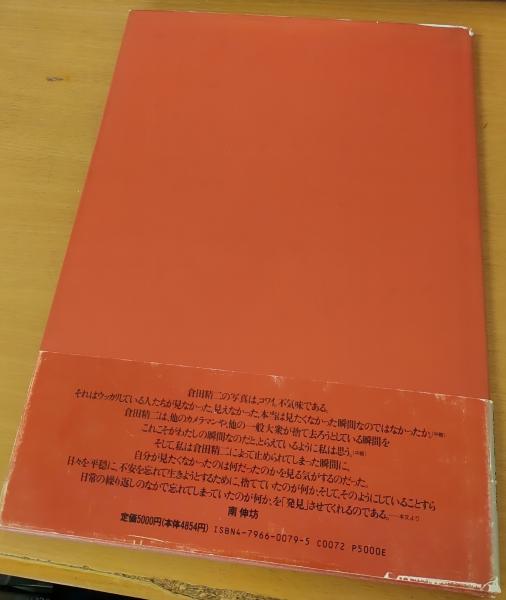 倉田精二の写真は、コワイ。不気味である。
それはウッカリしている人たちが見なかった、見えなかった、本当は見たくなかった瞬間なのではなかったか。(中略)
倉田精二は、他のカメラマンや、他の一般大衆が捨て去ろうとしている瞬間を
これこそがわたしの瞬間なのだと、とらえているように私は思う。(中略)
そして、私は倉田精二によって止められてしまった瞬間に、
自分が見たくなかったのは何だったのかを見る気がするのだった。
日々を平穏に、不安を忘れて生きようとするために、捨てていたのが何か、そして、そのようにしていることすら
日常の繰り返しのなかで忘れてしまっていたのが何か、を「発見」させてくれるのである。──本文より
南 伸坊
定価5000円(本体4854円) ISBN4-7966-0079-5 C0072 P5000E